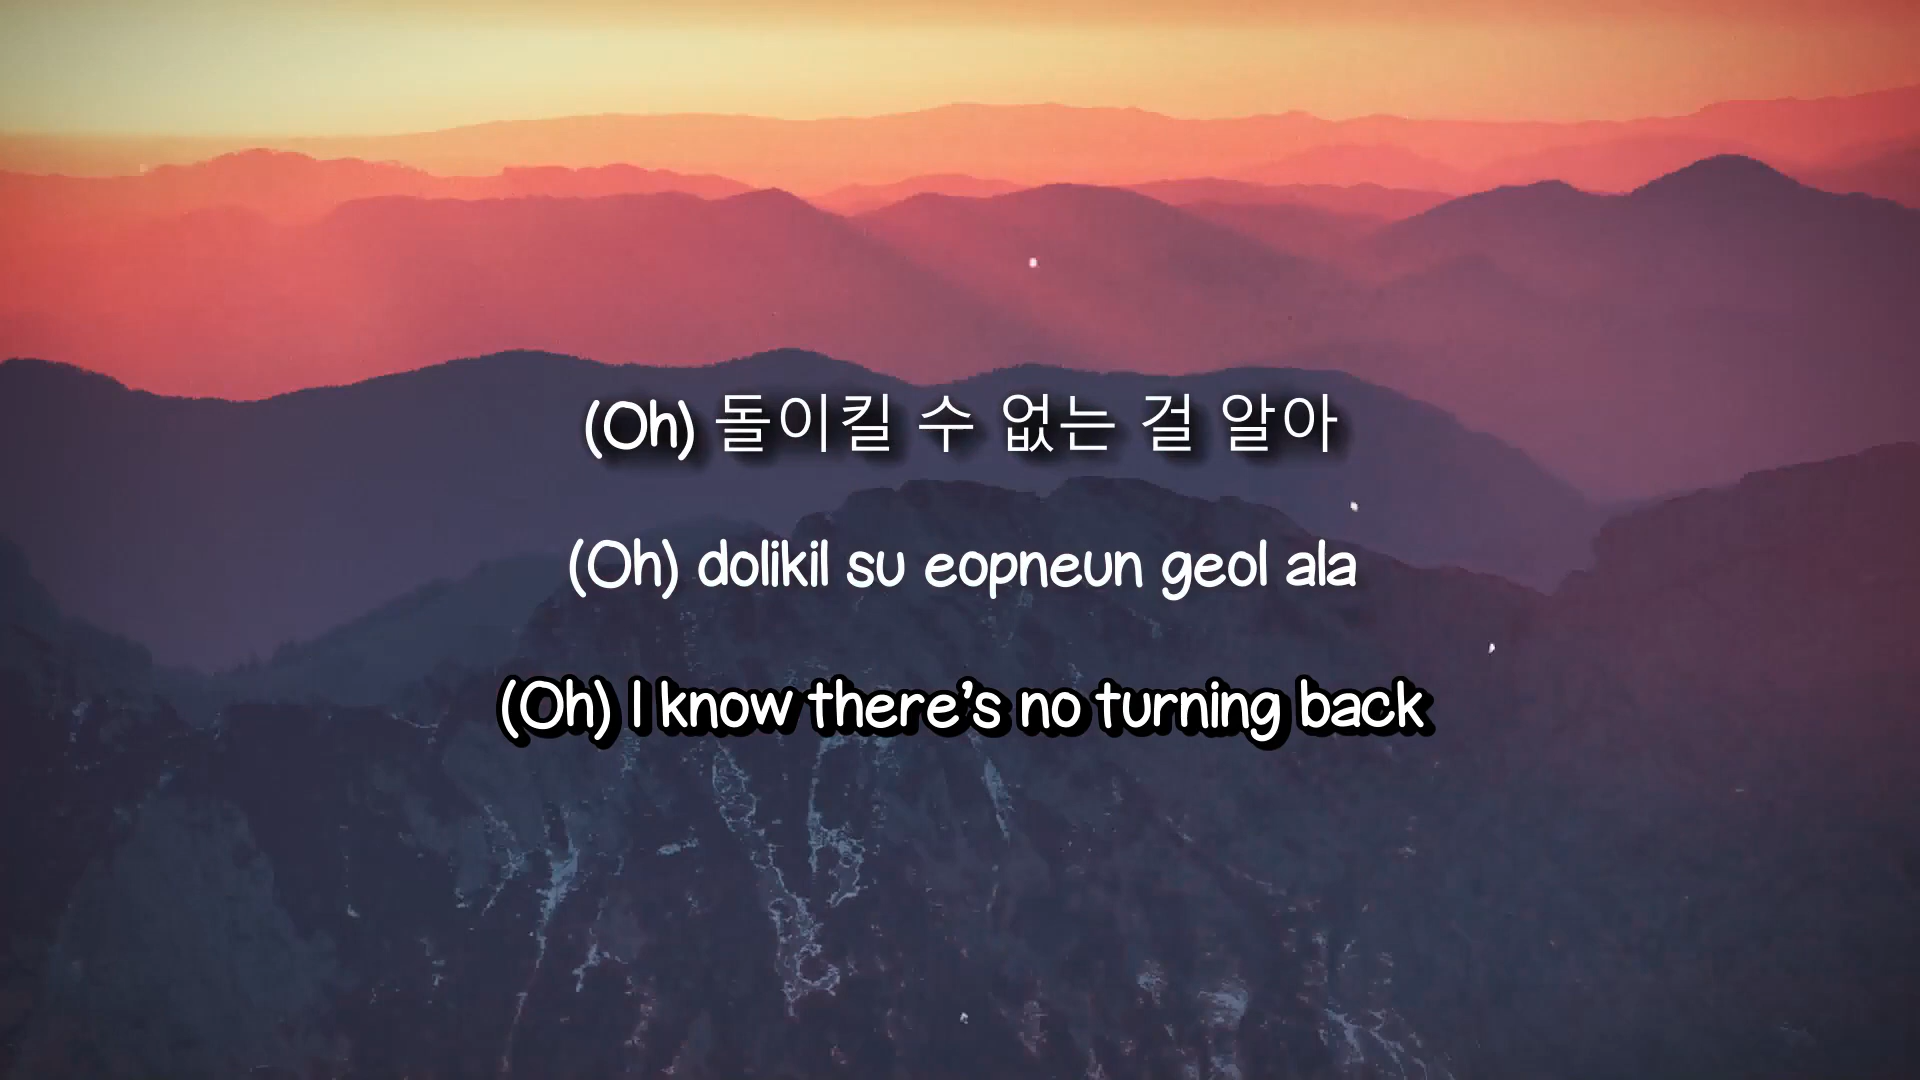 (Oh) 돌이킬 수 없는 걸 알아
(Oh) dolikil su eopneun geol ala
(Oh) I know there's no turning back